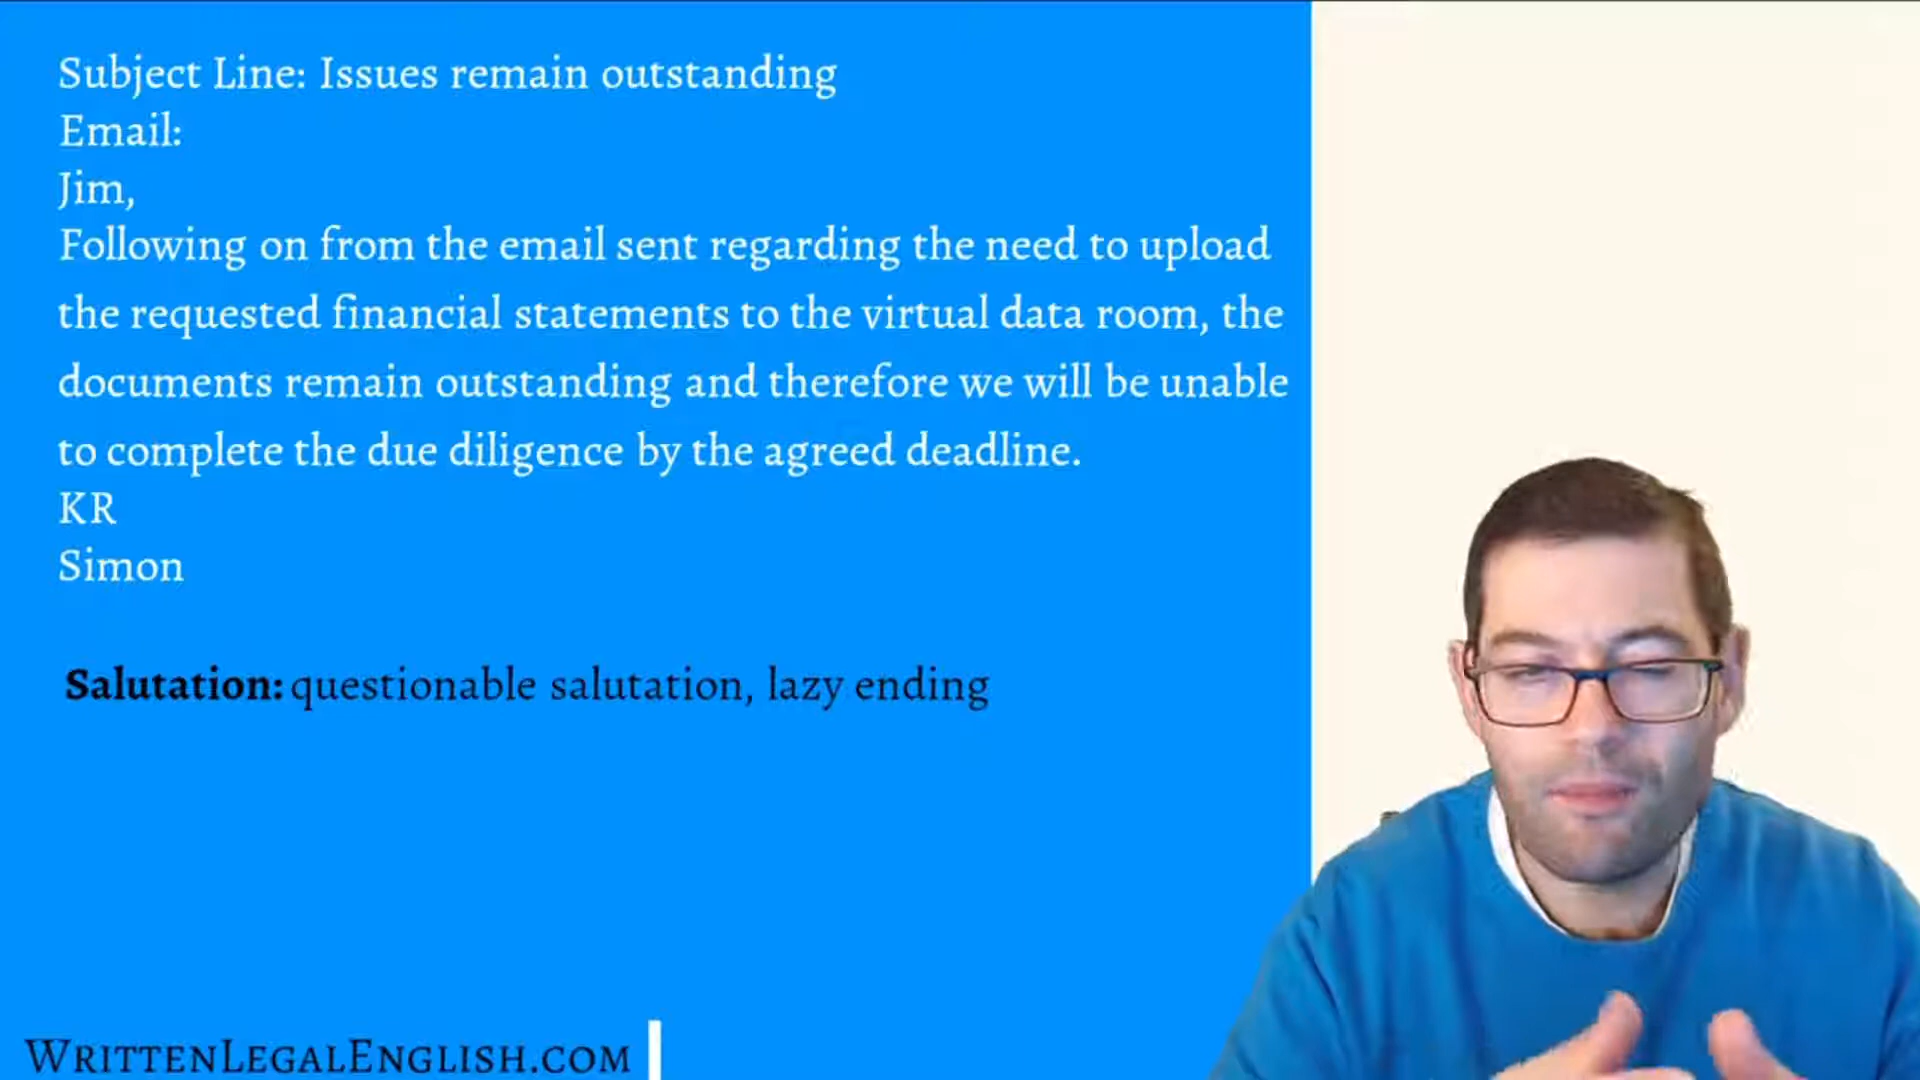 Subject Line: Issues remain outstanding
Email:
Jim,
Following on from the email sent regarding the need to upload
the requested financial statements to the virtual data room, the
documents remain outstanding and therefore we will be unable
to complete the due diligence by the agreed deadline.
KR
Simon
Salutation: questionable salutation, lazy ending
WRITTENLEGALENGLISH.COM